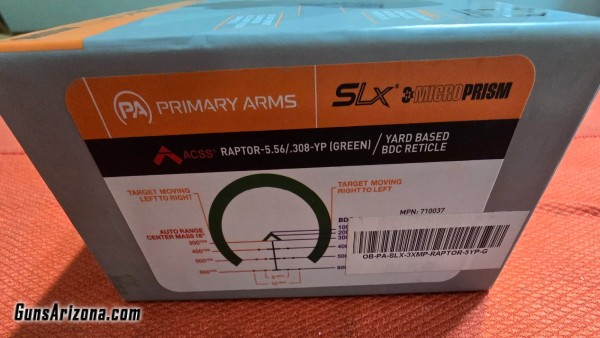 PA PRIMARY ARMS
SLx® 3x MICROPRISM
ACSS® RAPTOR-5.56/.308-YP (GREEN)
YARD BASED
BDC RETICLE
TARGET MOVING
LEFT TO RIGHT
TARGET MOVING
RIGHT TO LEFT
AUTO RANGE
CENTER MASS 18"
MPN: 710037
OB-PA-SLX-3XMP-RAPTOR-3YP-G
GunsArizona.com